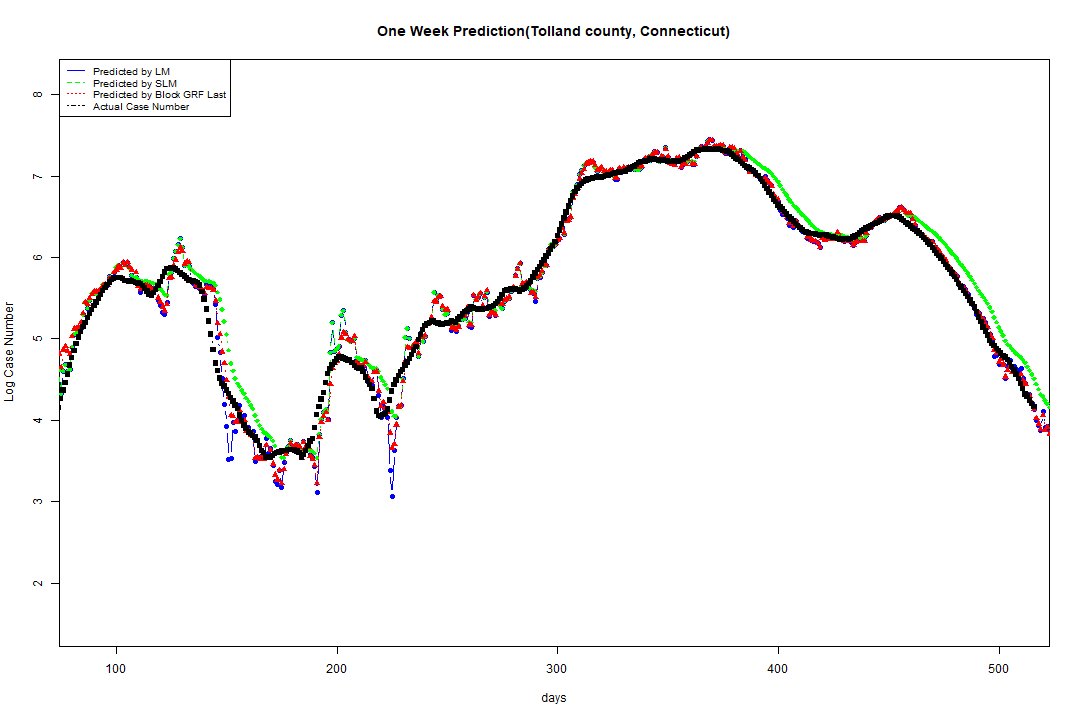 One Week Prediction(Tolland county, Connecticut)
Predicted by LM
Predicted by SLM
Predicted by Block GRF Last
Actual Case Number
8
7
6
5
4
3
2
Log Case Number
100 200 300 400 500
days